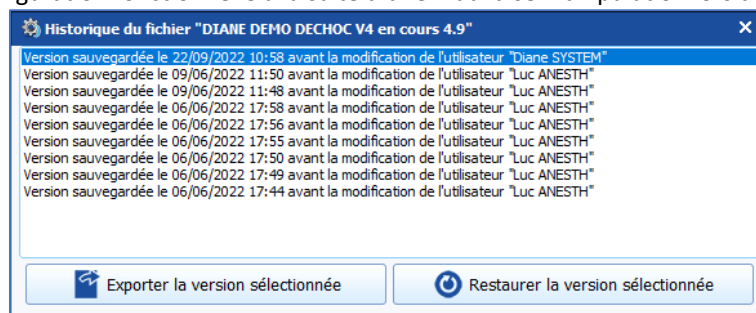 Historique du fichier "DIANE DEMO DECHOC V4 en cours 4.9"
Version sauvegardée le 22/09/2022 10:58 avant la modification de l'utilisateur "Diane SYSTEM"
Version sauvegardée le 09/06/2022 11:50 avant la modification de l'utilisateur "Luc ANESTH"
Version sauvegardée le 09/06/2022 11:48 avant la modification de l'utilisateur "Luc ANESTH"
Version sauvegardée le 06/06/2022 17:58 avant la modification de l'utilisateur "Luc ANESTH"
Version sauvegardée le 06/06/2022 17:56 avant la modification de l'utilisateur "Luc ANESTH"
Version sauvegardée le 06/06/2022 17:55 avant la modification de l'utilisateur "Luc ANESTH"
Version sauvegardée le 06/06/2022 17:50 avant la modification de l'utilisateur "Luc ANESTH"
Version sauvegardée le 06/06/2022 17:49 avant la modification de l'utilisateur "Luc ANESTH"
Version sauvegardée le 06/06/2022 17:44 avant la modification de l'utilisateur "Luc ANESTH"
Exporter la version sélectionnée
Restaurer la version sélectionnée